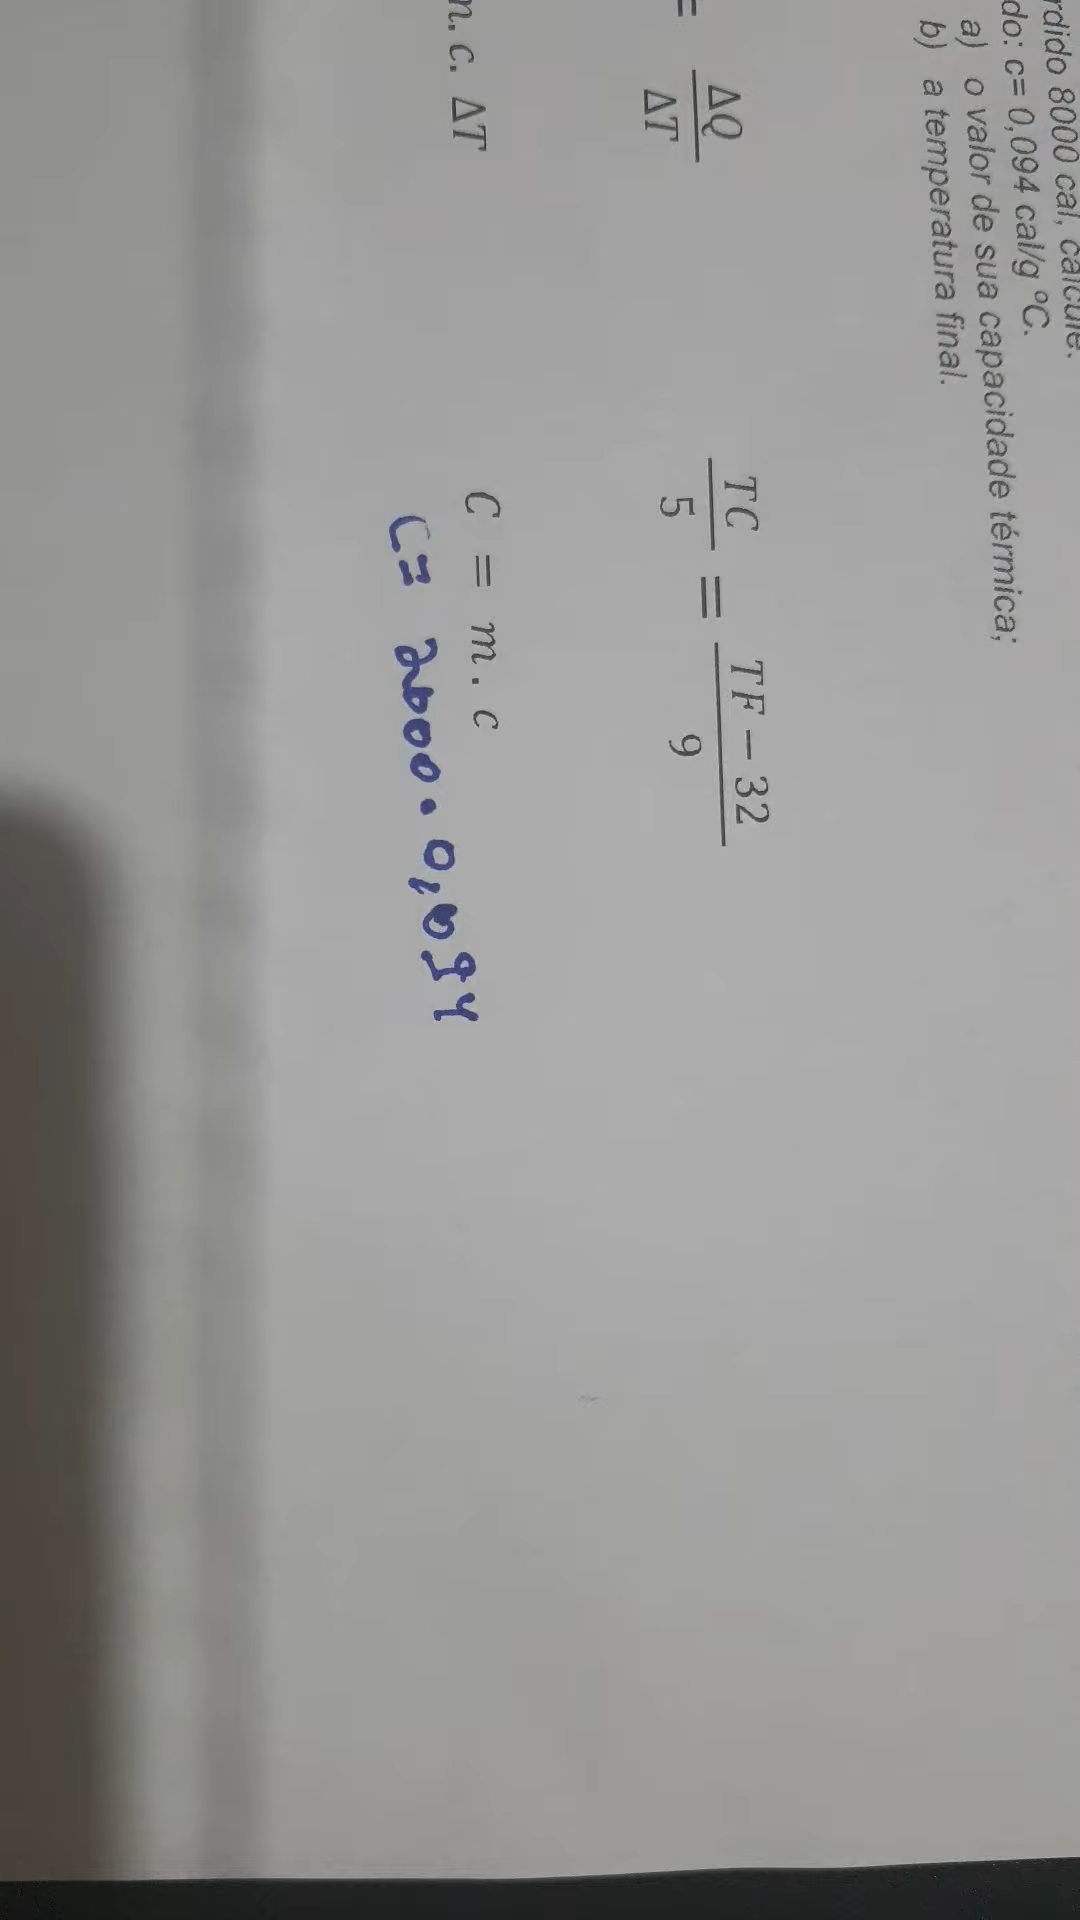 8000 cal, calcule:
do: c= 0,094 cal/g ºC.
a) o valor de sua capacidade térmica;
b) a temperatura final.
= ΔQ / ΔT
TC / 5 = TF − 32 / 9
. c. ΔT
C = m . c
C= 2000 . 0,094